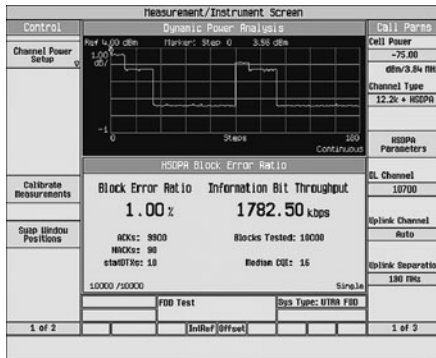 Measurement/Instrument Screen
Control
Dynamic Power Analysis
Call Parms
Channel Power
Setup
Ref 4.00 dBm
Marker: Step 0
3.56 dBm
1.00
dB/
-1
0
Steps
100
Continuous
Cell Power
-75.00
dBm/3.84 MHz
Channel Type
12.2k + HSDPA
HSDPA
Parameters
HSDPA Block Error Ratio
Calibrate
Measurements
Swap Window
Positions
Block Error Ratio
Information Bit Throughput
1.00 %
1782.50 kbps
ACKs: 9900
Blocks Tested: 10000
NACKs: 90
statDTXs: 10
Median CQI: 16
10000 /10000
Single
DL Channel
10700
Uplink Channel
Auto
Uplink Separatio
190 MHz
FDD Test
Sys Type: UTRA FDD
1 of 2
IntRef
Offset
1 of 3